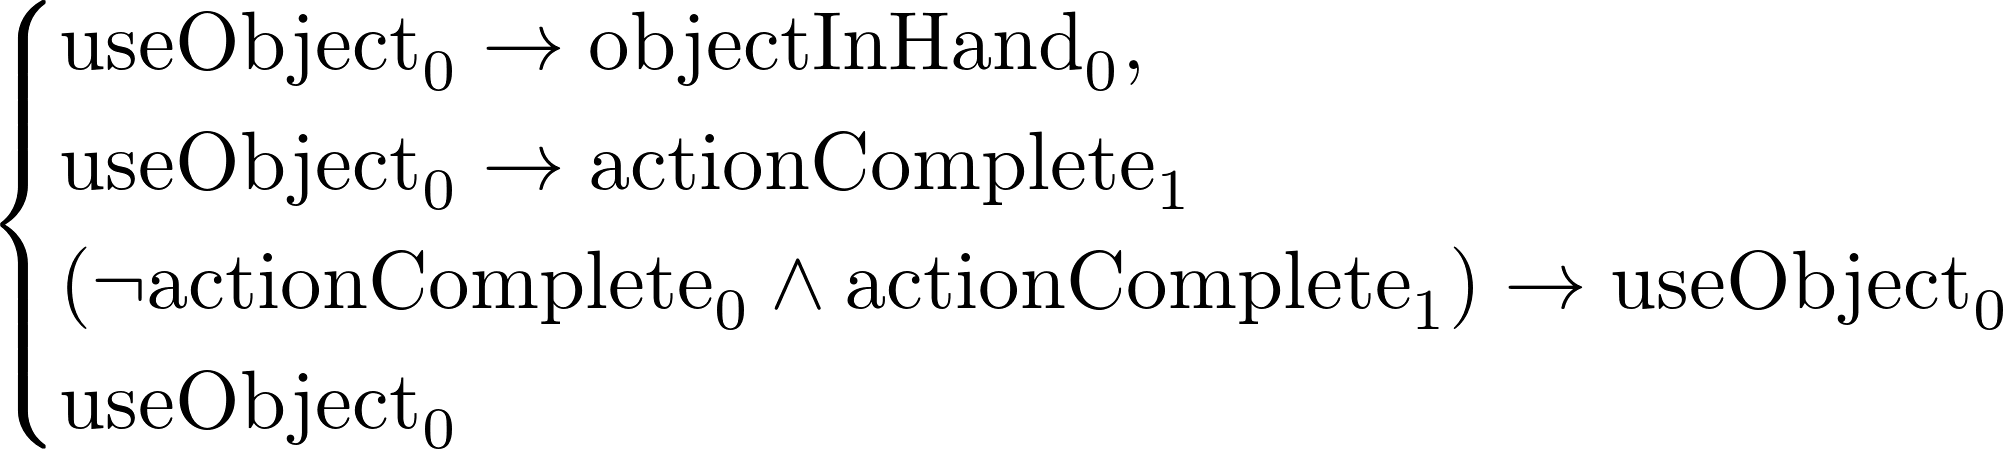 useObject₀ → objectInHand₀,
useObject₀ → actionComplete₁
(¬actionComplete₀ ∧ actionComplete₁) → useObject₀
useObject₀